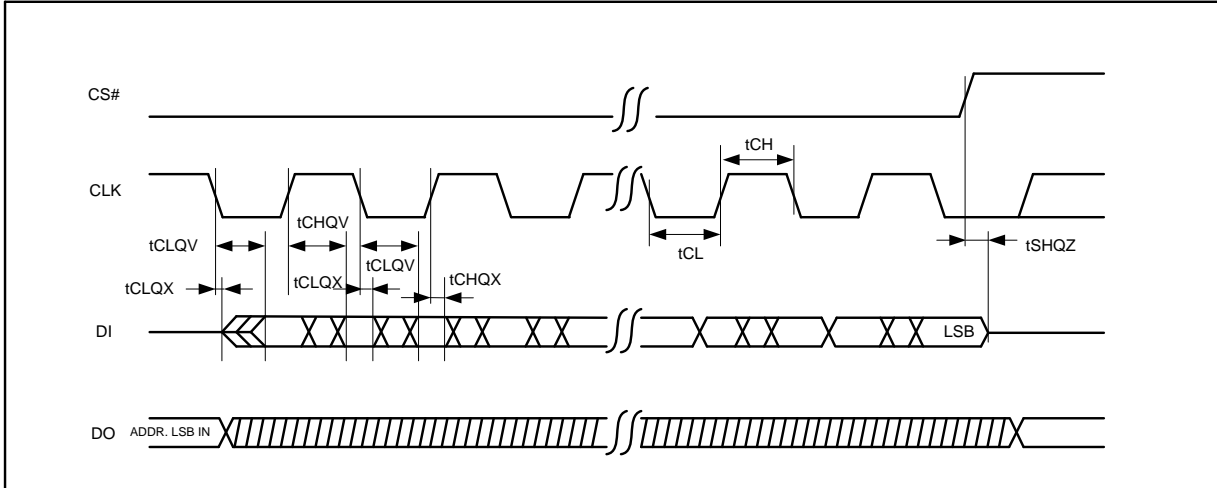 CS#
tCH
CLK
tCLQV
tCHQV
tCLQV
tCL
tSHQZ
tCLQX
tCLQX
tCHQX
DI
LSB
DO
ADDR. LSB IN